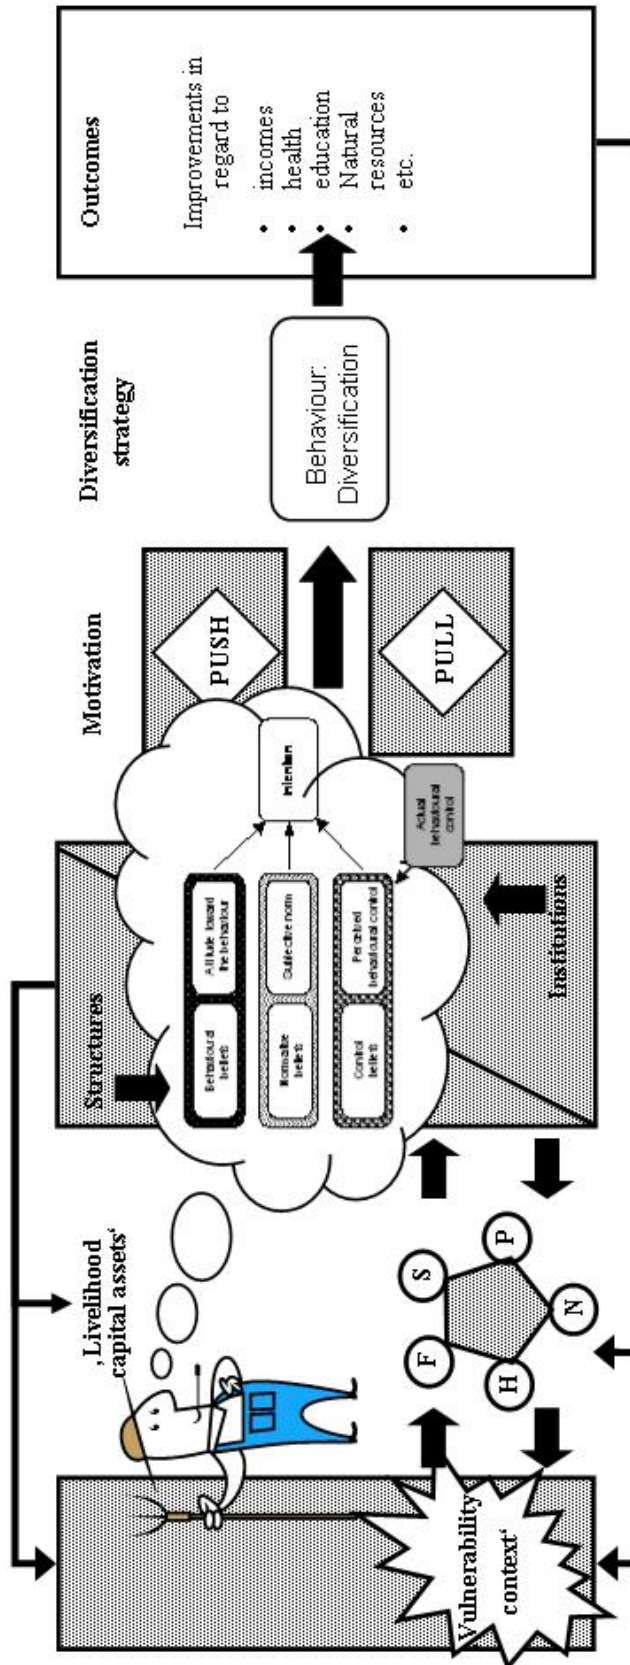 Vulnerability
context‘
‚Livelihood
capital assets‘
F
S
H
P
N
Structures
Institutions
Behavioural
beliefs
Attitude toward
the behaviour
Normative
beliefs
Subjective norm
Control
beliefs
Perceived
behavioural control
Intention
Actual
behavioural
control
Motivation
PUSH
PULL
Diversification
strategy
Behaviour:
Diversification
Outcomes
Improvements in
regard to
• incomes
• health
• education
• Natural
resources
• etc.